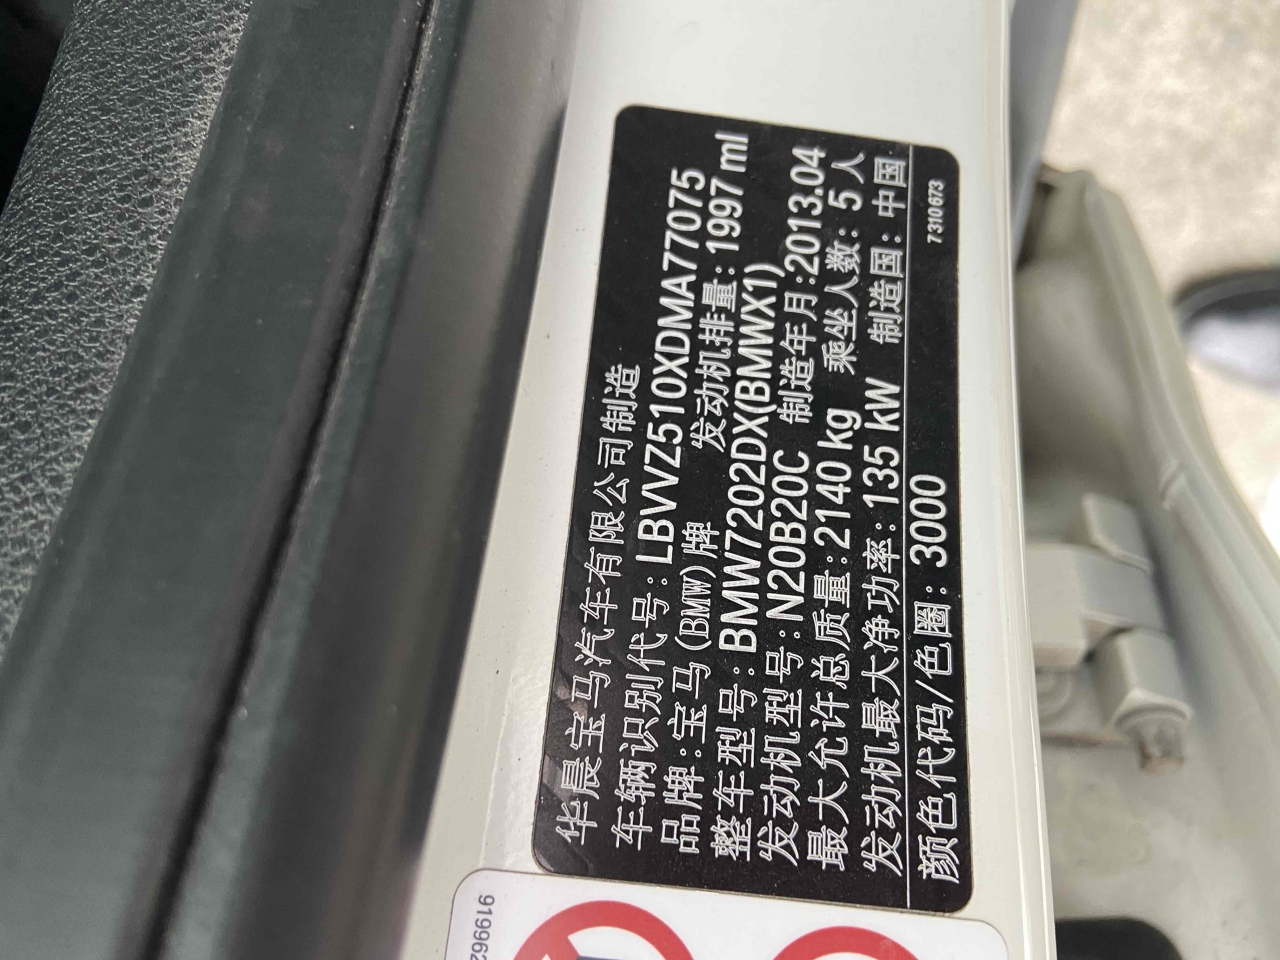 华晨宝马汽车有限公司制造
车辆识别代号:LBVVZ510XDMA77075
品牌:宝马(BMW)牌 发动机排量:1997 ml
整车型号:BMW7202DX(BMWX1)
发动机型号:N20B20C 制造年月:2013.04
最大允许总质量:2140 kg 乘坐人数:5人
发动机最大净功率:135 kW 制造国:中国
颜色代码/色圈:3000 7310673